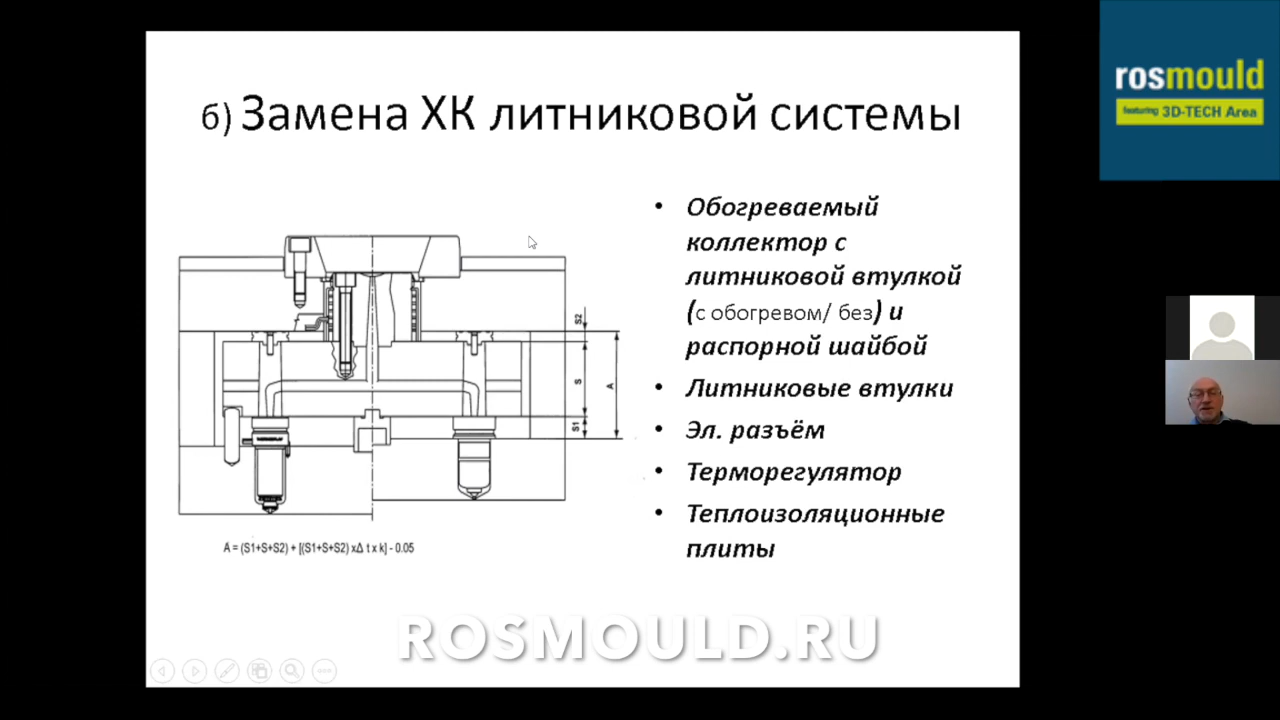 rosmould
featuring 3D-TECH Area
б) Замена ХК литниковой системы
• Обогреваемый
коллектор с
литниковой втулкой
(с обогревом/ без) и
распорной шайбой
• Литниковые втулки
• Эл. разъём
• Терморегулятор
• Теплоизоляционные
плиты
S2
S
A
S1
A = (S1+S+S2) + [(S1+S+S2) xΔ t x k] - 0.05
ROSMOULD.RU